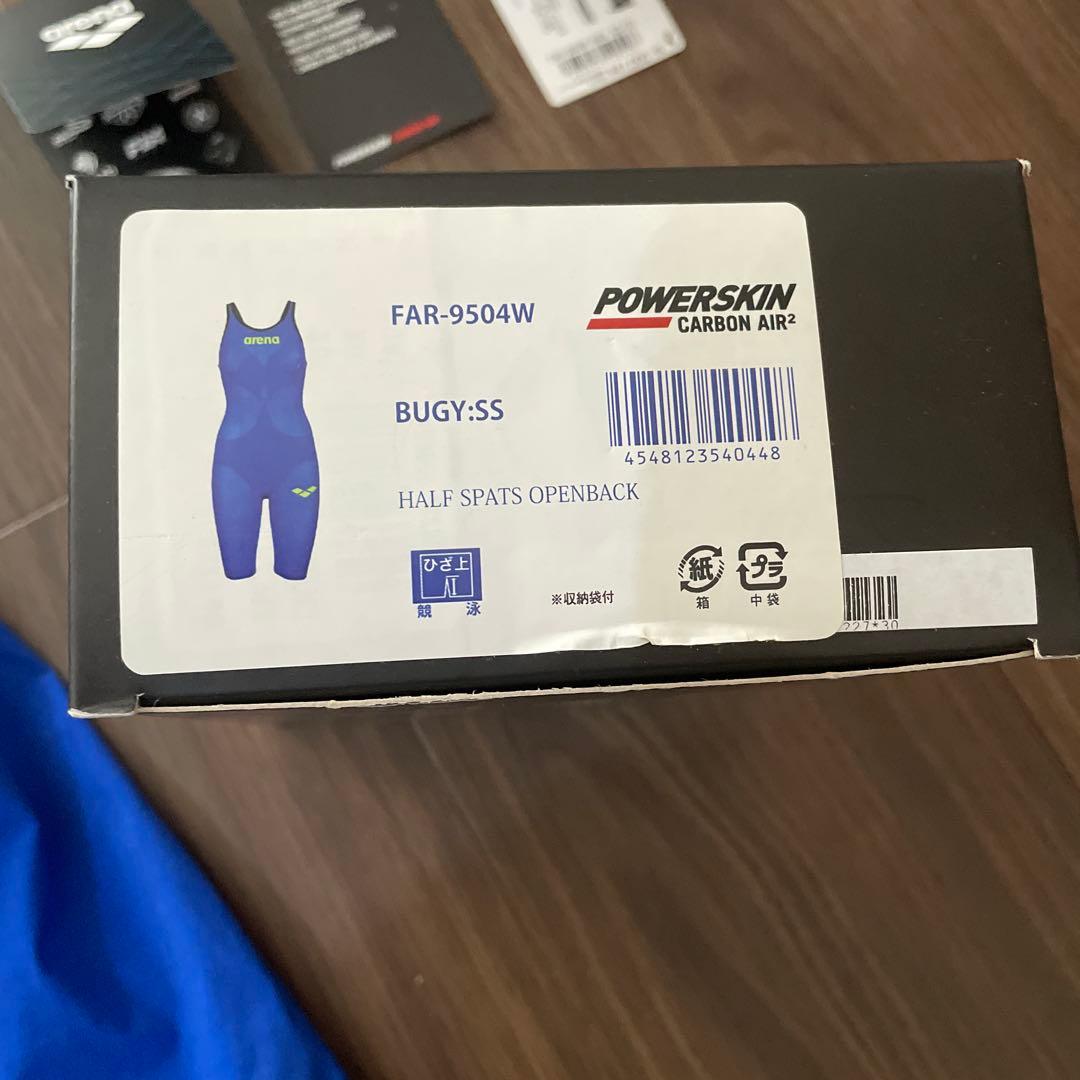 arena
FAR-9504W
POWERSKIN
CARBON AIR²
arena
BUGY:SS
4548123540448
HALF SPATS OPENBACK
ひざ上
競泳
※収納袋付
紙
箱
プラ
中袋